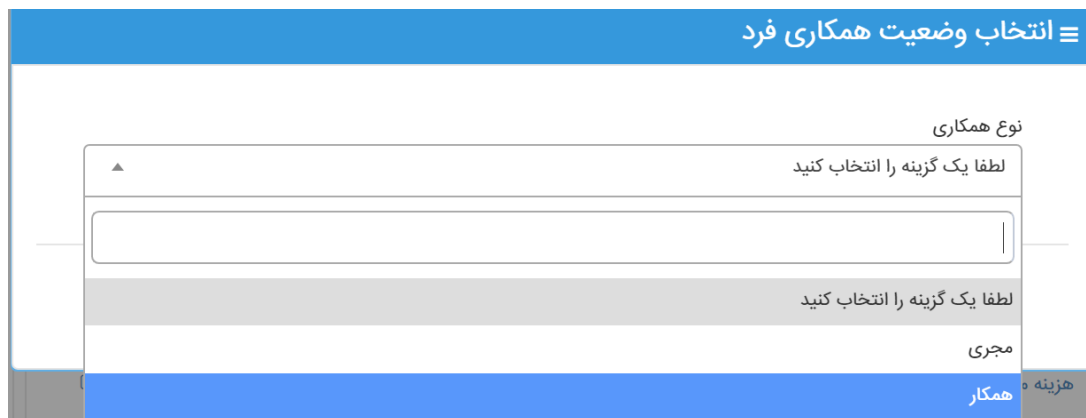 انتخاب وضعیت همکاری فرد
نوع همکاری
لطفا یک گزینه را انتخاب کنید
لطفا یک گزینه را انتخاب کنید
مجری
همکار
هزینه